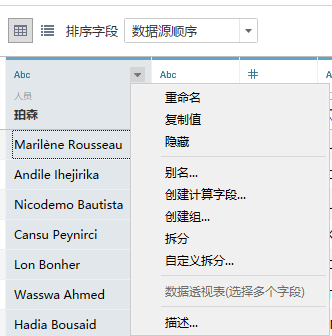 排序字段 数据源顺序
Abc Abc # A
人员
珀森
Marilène Rousseau
Andile Ihejirika
Nicodemo Bautista
Cansu Peynirci
Lon Bonher
Wasswa Ahmed
Hadia Bousaid
重命名
复制值
隐藏
别名...
创建计算字段...
创建组...
拆分
自定义拆分...
数据透视表(选择多个字段)
描述...